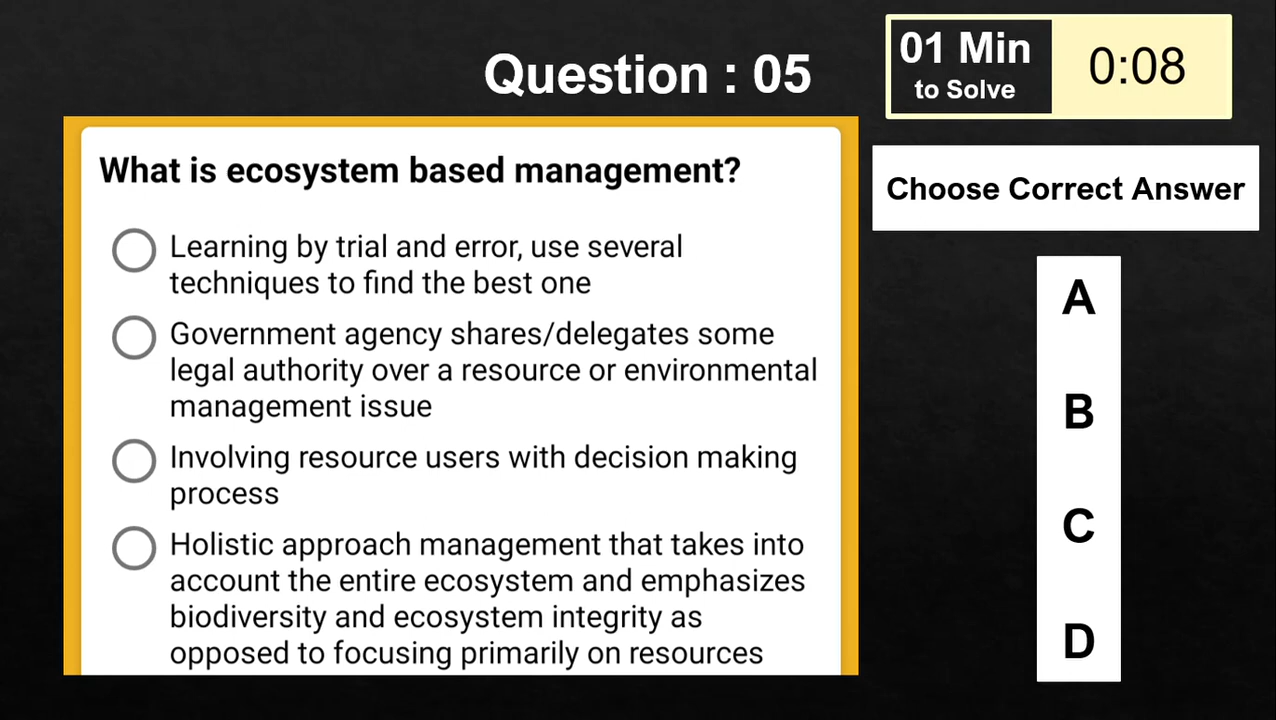 Question : 05
01 Min
to Solve
0:08
What is ecosystem based management?
Learning by trial and error, use several
techniques to find the best one
Government agency shares/delegates some
legal authority over a resource or environmental
management issue
Involving resource users with decision making
process
Holistic approach management that takes into
account the entire ecosystem and emphasizes
biodiversity and ecosystem integrity as
opposed to focusing primarily on resources
Choose Correct Answer
A
B
C
D